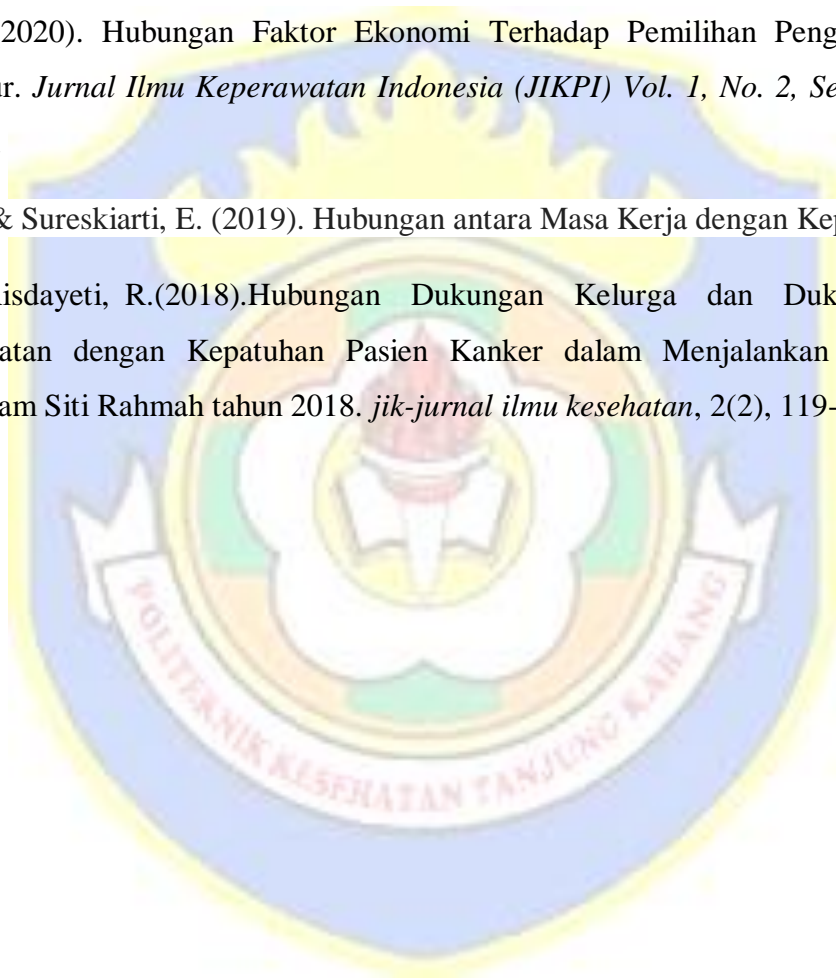 2020). Hubungan Faktor Ekonomi Terhadap Pemilihan Peng
ur. Jurnal Ilmu Keperawatan Indonesia (JIKPI) Vol. 1, No. 2, Se
& Sureskiarti, E. (2019). Hubungan antara Masa Kerja dengan Kep
isdayeti, R.(2018).Hubungan Dukungan Kelurga dan Duk
atan dengan Kepatuhan Pasien Kanker dalam Menjalankan
am Siti Rahmah tahun 2018. jik-jurnal ilmu kesehatan, 2(2), 119-
POLITEKNIK KESEHATAN TANJUNG KARANG